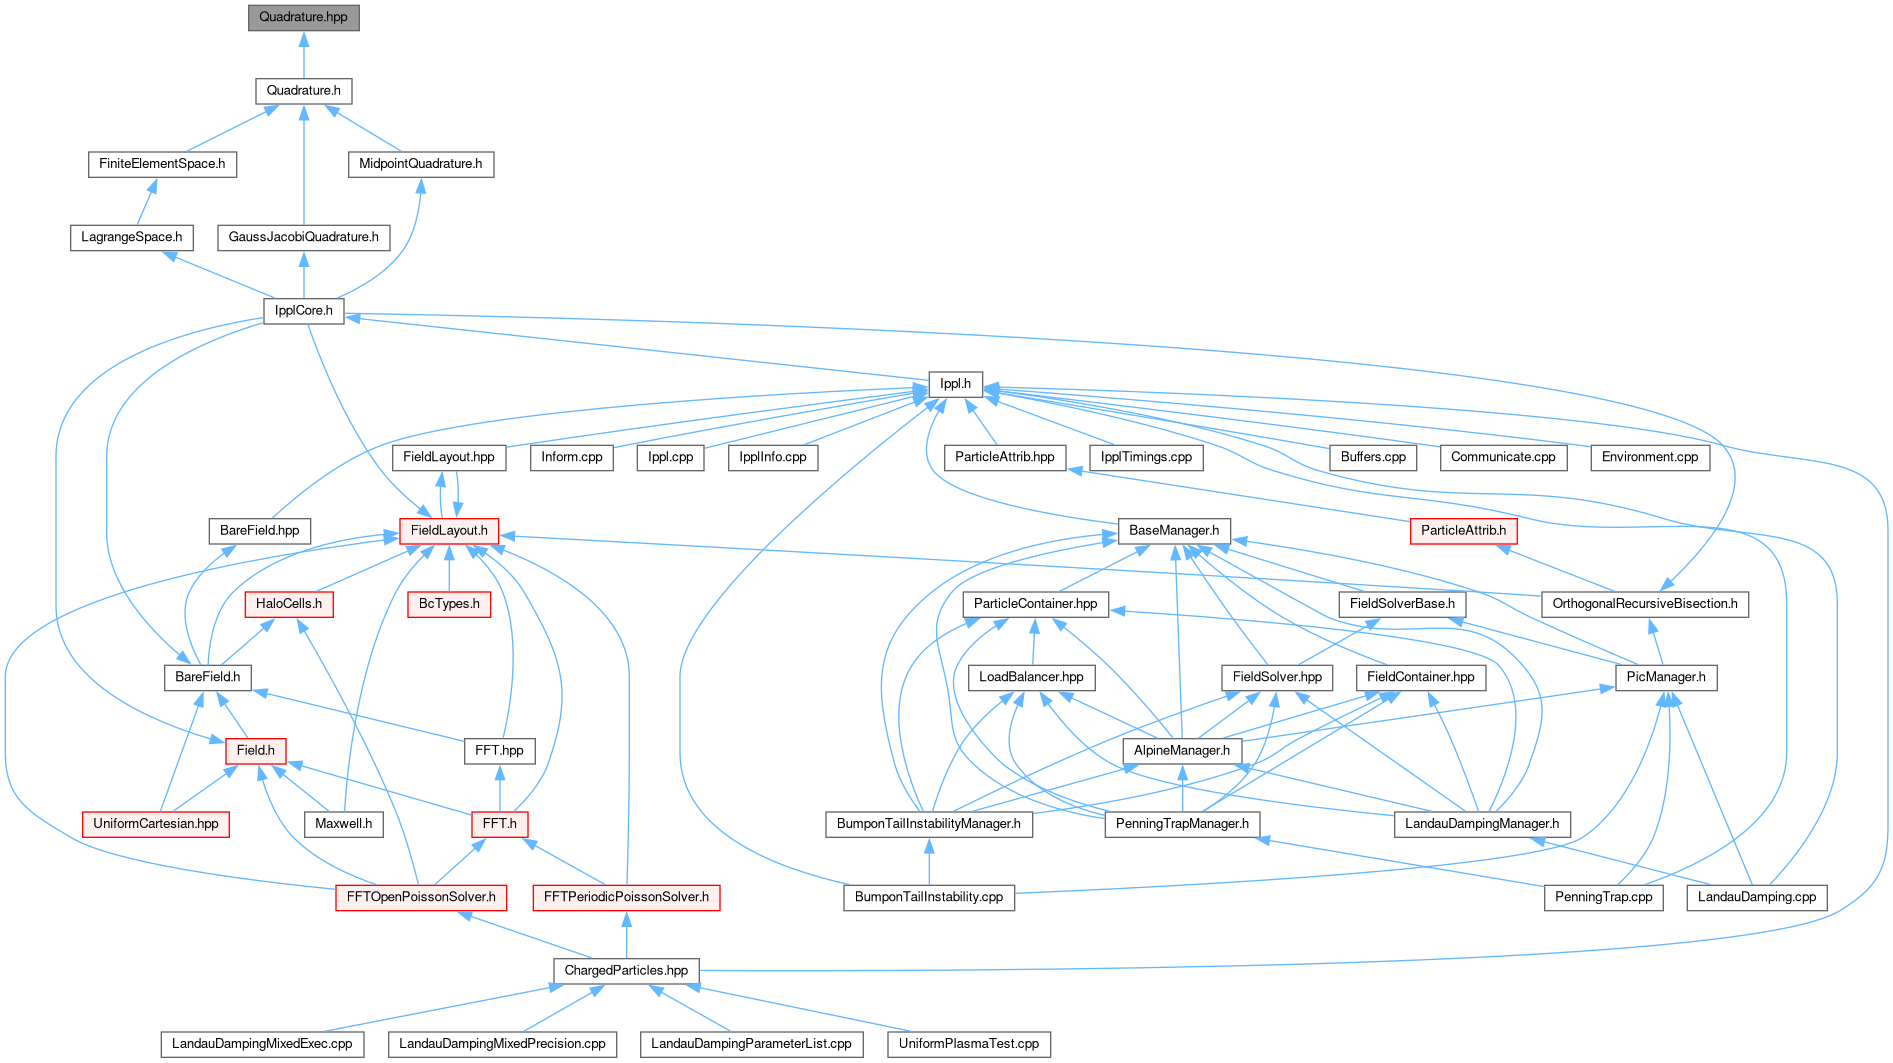 Quadrature.hpp
Quadrature.h
FiniteElementSpace.h
MidpointQuadrature.h
LagrangeSpace.h
GaussJacobiQuadrature.h
IpplCore.h
Ippl.h
FieldLayout.hpp
Inform.cpp
Ippl.cpp
IpplInfo.cpp
ParticleAttrib.hpp
IpplTimings.cpp
Buffers.cpp
Communicate.cpp
Environment.cpp
BareField.hpp
FieldLayout.h
BaseManager.h
ParticleAttrib.h
HaloCells.h
BcTypes.h
ParticleContainer.hpp
FieldSolverBase.h
OrthogonalRecursiveBisection.h
BareField.h
LoadBalancer.hpp
FieldSolver.hpp
FieldContainer.hpp
PicManager.h
Field.h
FFT.hpp
AlpineManager.h
UniformCartesian.hpp
Maxwell.h
FFT.h
BumponTailInstabilityManager.h
PenningTrapManager.h
LandauDampingManager.h
FFTOpenPoissonSolver.h
FFTPeriodicPoissonSolver.h
BumponTailInstability.cpp
PenningTrap.cpp
LandauDamping.cpp
ChargedParticles.hpp
LandauDampingMixedExec.cpp
LandauDampingMixedPrecision.cpp
LandauDampingParameterList.cpp
UniformPlasmaTest.cpp